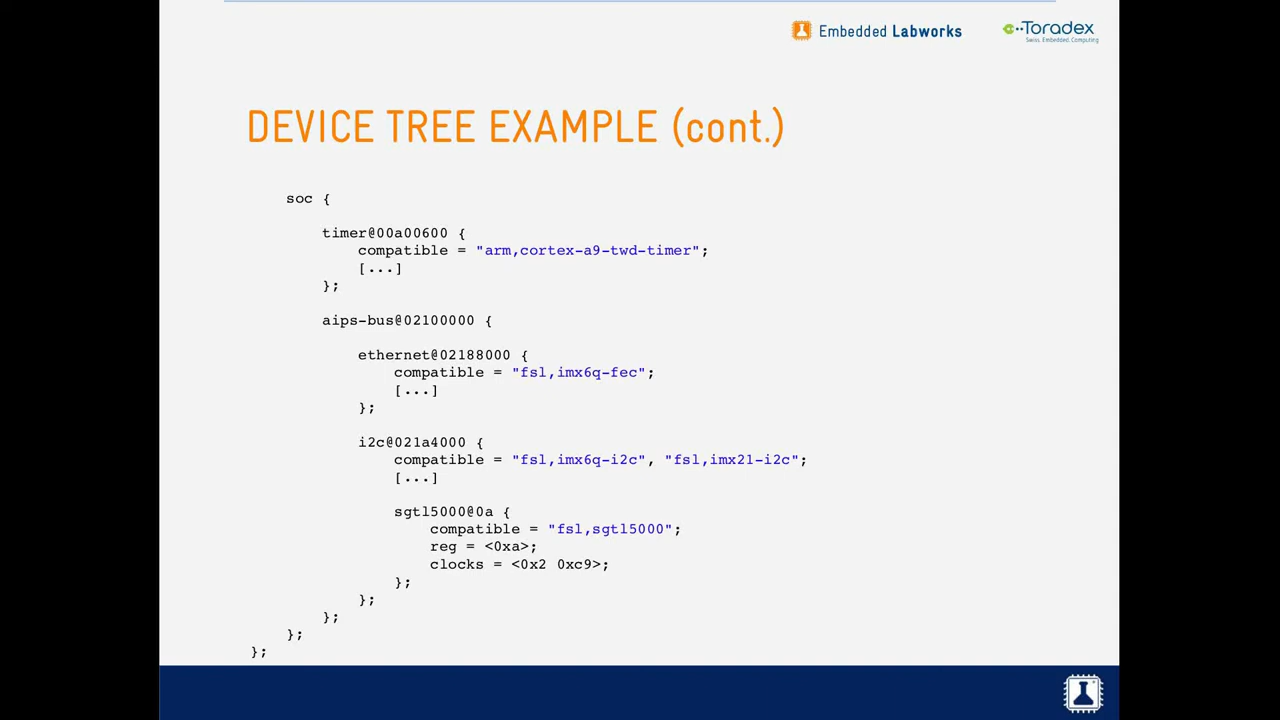 Embedded Labworks
Toradex
Swiss. Embedded. Computing.
DEVICE TREE EXAMPLE (cont.)
soc {
timer@00a00600 {
compatible = "arm,cortex-a9-twd-timer";
[...]
};
aips-bus@02100000 {
ethernet@02188000 {
compatible = "fsl,imx6q-fec";
[...]
};
i2c@021a4000 {
compatible = "fsl,imx6q-i2c", "fsl,imx21-i2c";
[...]
sgtl5000@0a {
compatible = "fsl,sgtl5000";
reg = <0xa>;
clocks = <0x2 0xc9>;
};
};
};
};
};